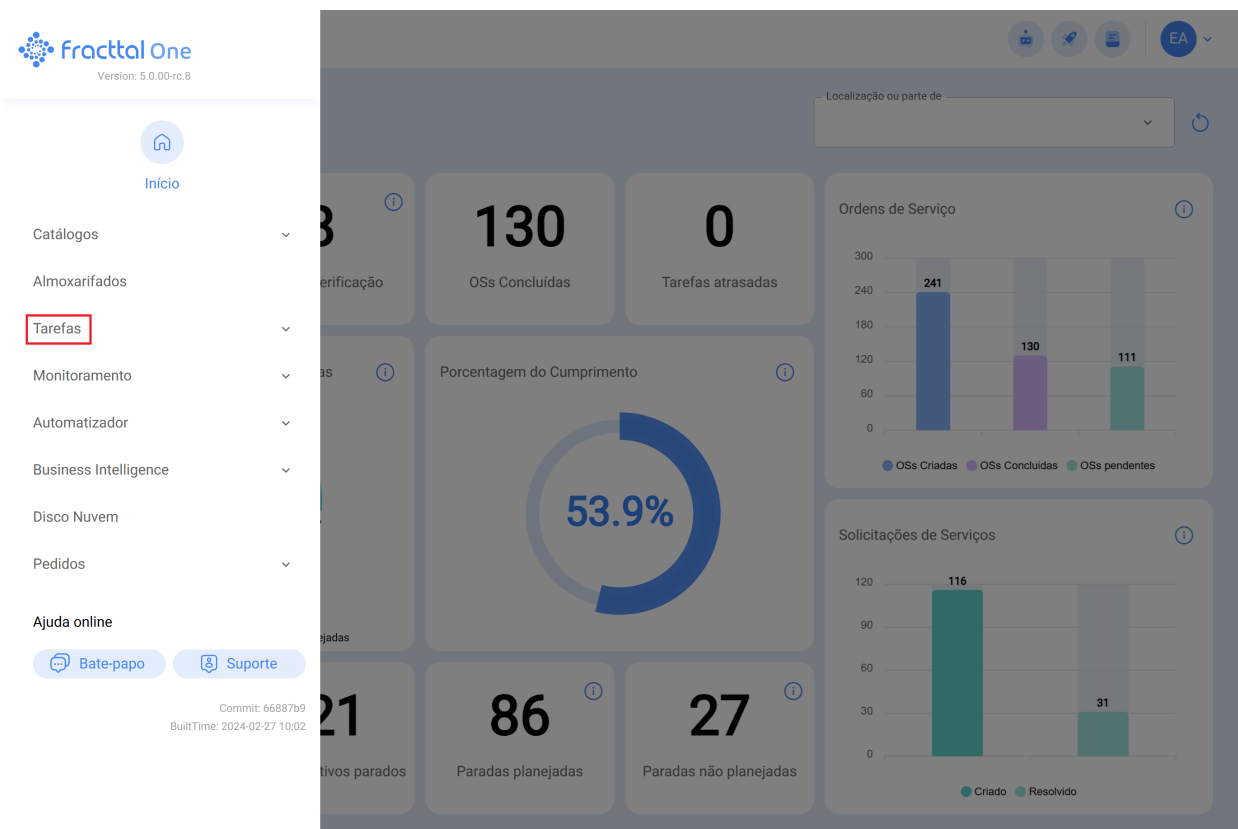 fracttal One
Version: 5.0.00-rc.8
EA
Início
Catálogos
Almoxarifados
Tarefas
Monitoramento
Automatizador
Business Intelligence
Disco Nuvem
Pedidos
Ajuda online
Bate-papo
Suporte
Commit: 66887b9
BuiltTime: 2024-02-27 10:02
Localização ou parte de
erificação
130
OSs Concluídas
0
Tarefas atrasadas
Ordens de Serviço
300
240
180
120
60
0
241
130
111
OSs Criadas
OSs Concluidas
OSs pendentes
as
ejadas
Porcentagem do Cumprimento
53.9%
Solicitações de Serviços
120
90
60
30
0
116
31
Criado
Resolvido
21
tivos parados
86
Paradas planejadas
27
Paradas não planejadas